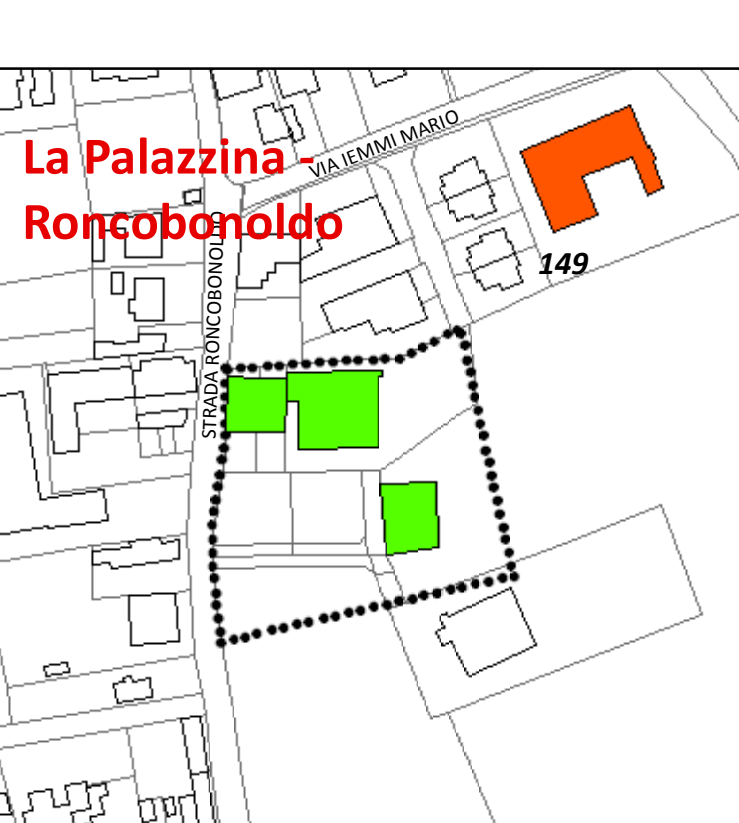 VIA IEMMI MARIO
La Palazzina -
Roncobonoldo
149
STRADA RONCOBONOLDO